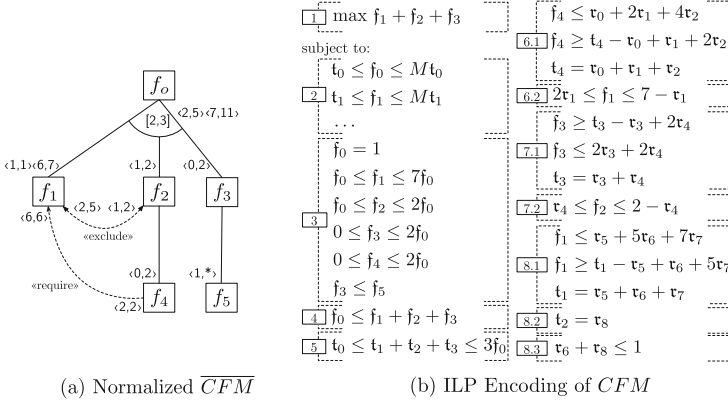 f₀
[2,3]
‹2,5›‹7,11›
‹1,1›‹6,7›
‹1,2›
‹0,2›
f₁
f₂
f₃
‹6,6›
‹2,5›
‹1,2›
«exclude»
«require»
‹0,2›
‹1,*›
‹2,2›
f₄
f₅
(a) Normalized CFM
1
max f₁ + f₂ + f₃
subject to:
2
t₀ ≤ f₀ ≤ Mt₀
t₁ ≤ f₁ ≤ Mt₁
...
3
f₀ = 1
0 ≤ f₁ ≤ 7f₀
f₀ ≤ f₂ ≤ 2f₀
0 ≤ f₃ ≤ 2f₀
0 ≤ f₄ ≤ 2f₀
f₃ ≤ f₅
4
f₀ ≤ f₁ + f₂ + f₃
5
t₀ ≤ t₁ + t₂ + t₃ ≤ 3f₀
6.1
f₄ ≤ r₀ + 2r₁ + 4r₂
f₄ ≥ t₄ − r₀ + r₁ + 2r₂
t₄ = r₀ + r₁ + r₂
6.2
2r₁ ≤ f₁ ≤ 7 − r₁
7.1
f₃ ≥ t₃ − r₃ + 2r₄
f₃ ≤ 2r₃ + 2r₄
t₃ = r₃ + r₄
7.2
r₄ ≤ f₂ ≤ 2 − r₄
8.1
f₁ ≤ r₅ + 5r₆ + 7r₇
f₁ ≥ t₁ − r₅ + r₆ + 5r₇
t₁ = r₅ + r₆ + r₇
8.2
t₂ = r₈
8.3
r₆ + r₈ ≤ 1
(b) ILP Encoding of CFM